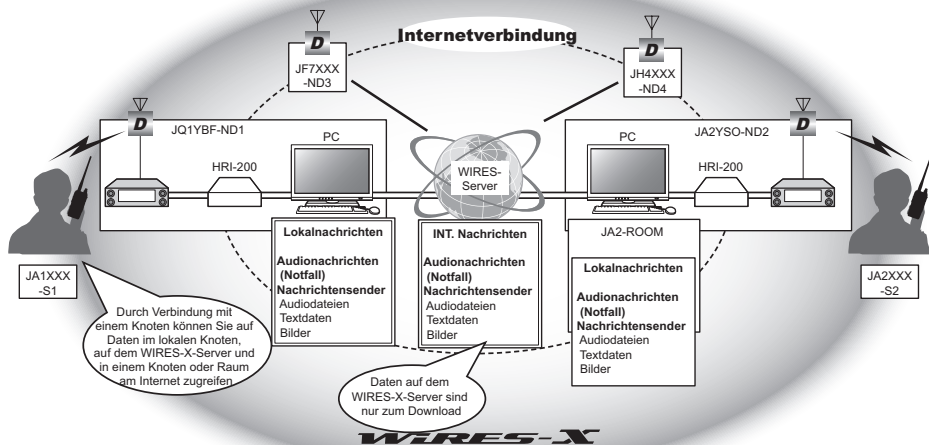 Internetverbindung
D
JF7XXX
-ND3
D
JH4XXX
-ND4
D
JQ1YBF-ND1
PC
HRI-200
WIRES-
Server
PC
JA2YSO-ND2
D
HRI-200
JA1XXX
-S1
JA2XXX
-S2
Lokalnachrichten
Audionachrichten
(Notfall)
Nachrichtensender
Audiodateien
Textdaten
Bilder
INT. Nachrichten
Audionachrichten
(Notfall)
Nachrichtensender
Audiodateien
Textdaten
Bilder
JA2-ROOM
Lokalnachrichten
Audionachrichten
(Notfall)
Nachrichtensender
Audiodateien
Textdaten
Bilder
Durch Verbindung mit
einem Knoten können Sie auf
Daten im lokalen Knoten,
auf dem WIRES-X-Server und
in einem Knoten oder Raum
am Internet zugreifen
Daten auf dem
WIRES-X-Server sind
nur zum Download
WIRES-X